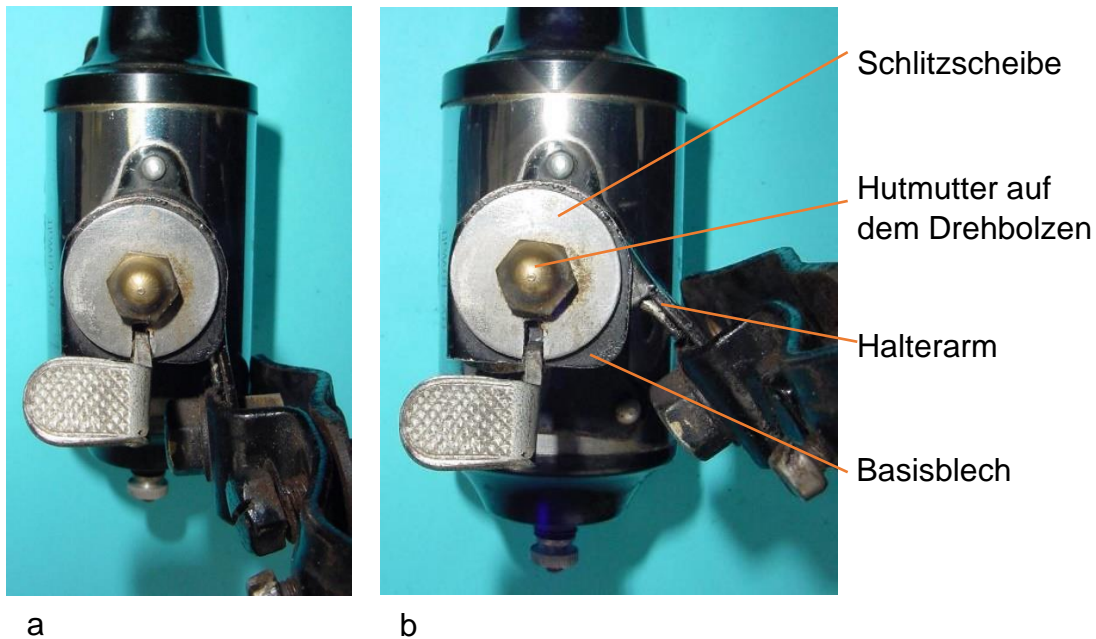 Schlitzscheibe
Hutmutter auf
dem Drehbolzen
Halterarm
Basisblech
a
b